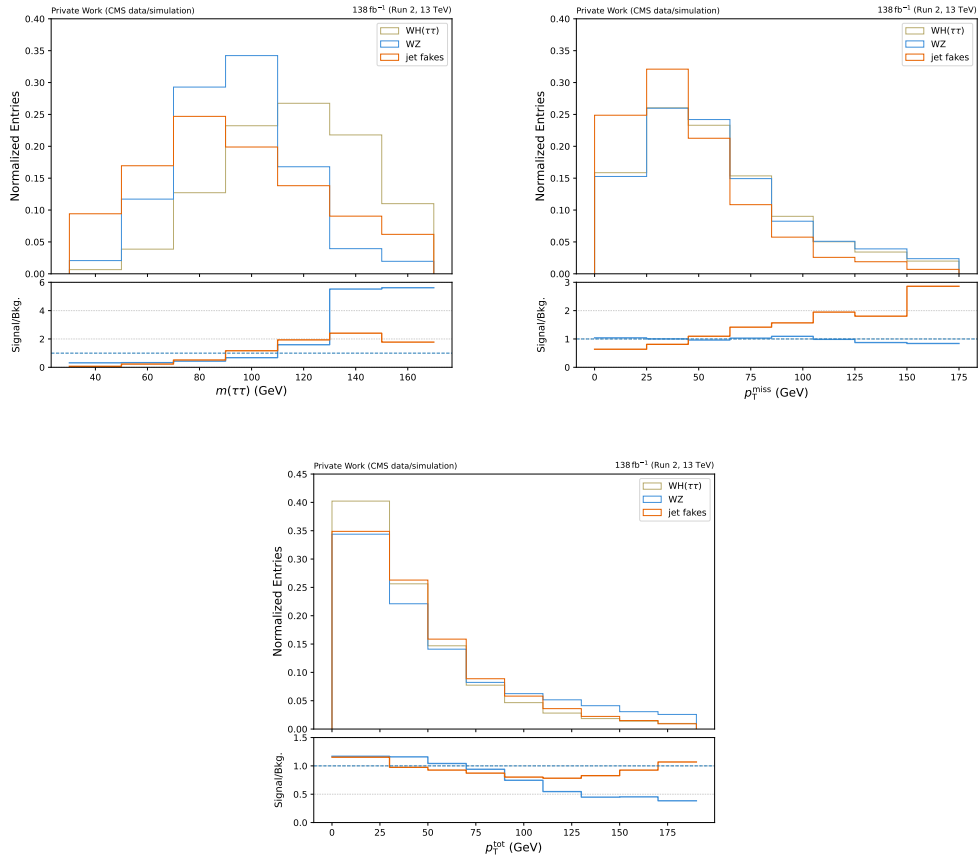 Private Work (CMS data/simulation) 138 fb⁻¹ (Run 2, 13 TeV)
0.40
0.35
0.30
0.25
0.20
0.15
0.10
0.05
0.00
Normalized Entries
WH(ττ)
WZ
jet fakes
6
4
2
0
Signal/Bkg.
40 60 80 100 120 140 160
m(ττ) (GeV)
Private Work (CMS data/simulation) 138 fb⁻¹ (Run 2, 13 TeV)
0.40
0.35
0.30
0.25
0.20
0.15
0.10
0.05
0.00
Normalized Entries
WH(ττ)
WZ
jet fakes
3
2
1
0
Signal/Bkg.
0 25 50 75 100 125 150 175
p_T^miss (GeV)
Private Work (CMS data/simulation) 138 fb⁻¹ (Run 2, 13 TeV)
0.45
0.40
0.35
0.30
0.25
0.20
0.15
0.10
0.05
0.00
Normalized Entries
WH(ττ)
WZ
jet fakes
1.5
1.0
0.5
0.0
Signal/Bkg.
0 25 50 75 100 125 150 175
p_T^tot (GeV)